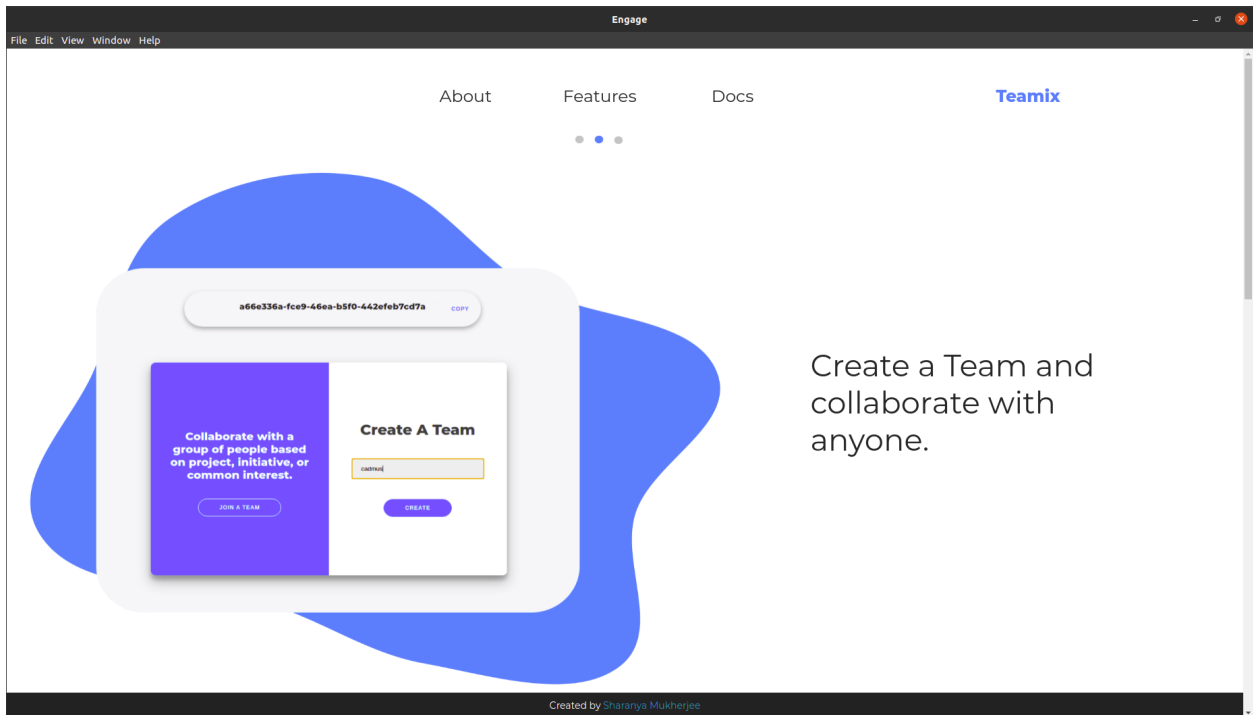 Engage
File Edit View Window Help
About Features Docs Teamix
a66e336a-fce9-46ea-b5f0-442efeb7cd7a COPY
Collaborate with a
group of people based
on project, initiative, or
common interest.
JOIN A TEAM
Create A Team
cadmus
CREATE
Create a Team and
collaborate with
anyone.
Created by Sharanya Mukherjee